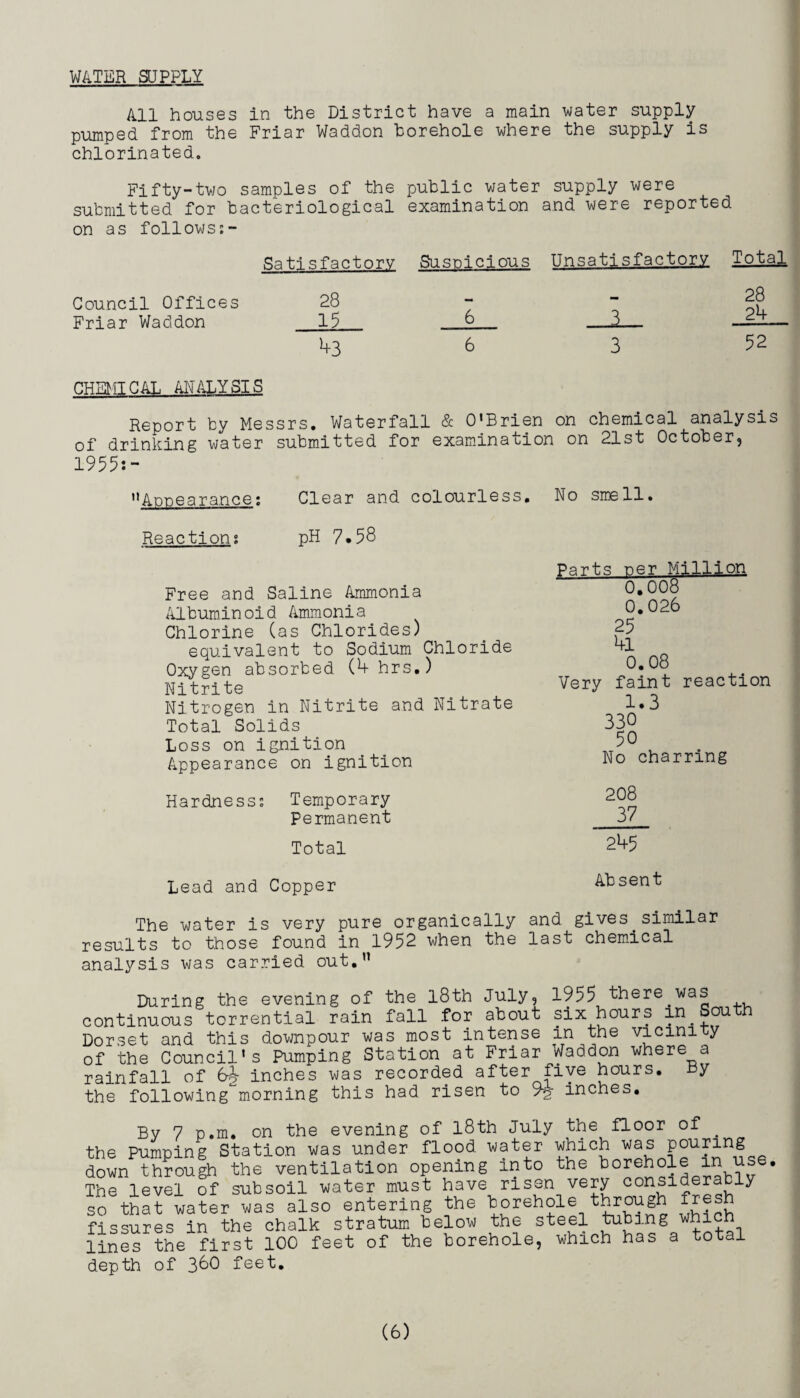 WATER SUPPLY
All houses in the District have a main water supply
pumped from the Friar Waddon borehole where the supply is
chlorinated.
Fifty-two samples of the public water supply were
submitted for bacteriological examination and were reported
on as follows:-
Satisfactory Suspicious Unsatisfactory Total
Council Offices 28 - - 28
Friar Waddon 15 6 3 24
43 6 3 52
CHEMICAL ANALYSIS
Report by Messrs. Waterfall & O'Brien on chemical analysis
of drinking water submitted for examination on 21st October,
1955:-
"Appearance: Clear and colourless. No smell.
Reaction: pH 7.58
Parts per Million
Free and Saline Ammonia 0.008
Albuminoid Ammonia 0.026
Chlorine (as Chlorides) 25
equivalent to Sodium Chloride 41
Oxygen absorbed (4 hrs.) 0.08
Nitrite Very faint reaction
Nitrogen in Nitrite and Nitrate 1.3
Total Solids 330
Loss on ignition 50
Appearance on ignition No charring
Hardness: Temporary 208
Permanent 37
Total 245
Lead and Copper Absent
The water is very pure organically and gives similar
results to those found in 1952 when the last chemical
analysis was carried out."
During the evening of the 18th July, 1955 there was
continuous torrential rain fall for about six hours in South
Dorset and this downpour was most intense in the vicinity
of the Council's Pumping Station at Friar Waddon where a
rainfall of 6½ inches was recorded after five hours. By
the following morning this had risen to 9½ inches.
By 7 p.m. on the evening of 18th July the floor of
the Pumping Station was under flood water which was pouring
down through the ventilation opening into the borehole in use.
The level of subsoil water must have risen very considerably
so that water was also entering the borehole through fresh
fissures in the chalk stratum below the steel tubing which
lines the first 100 feet of the borehole, which has a total
depth of 360 feet.
(6)